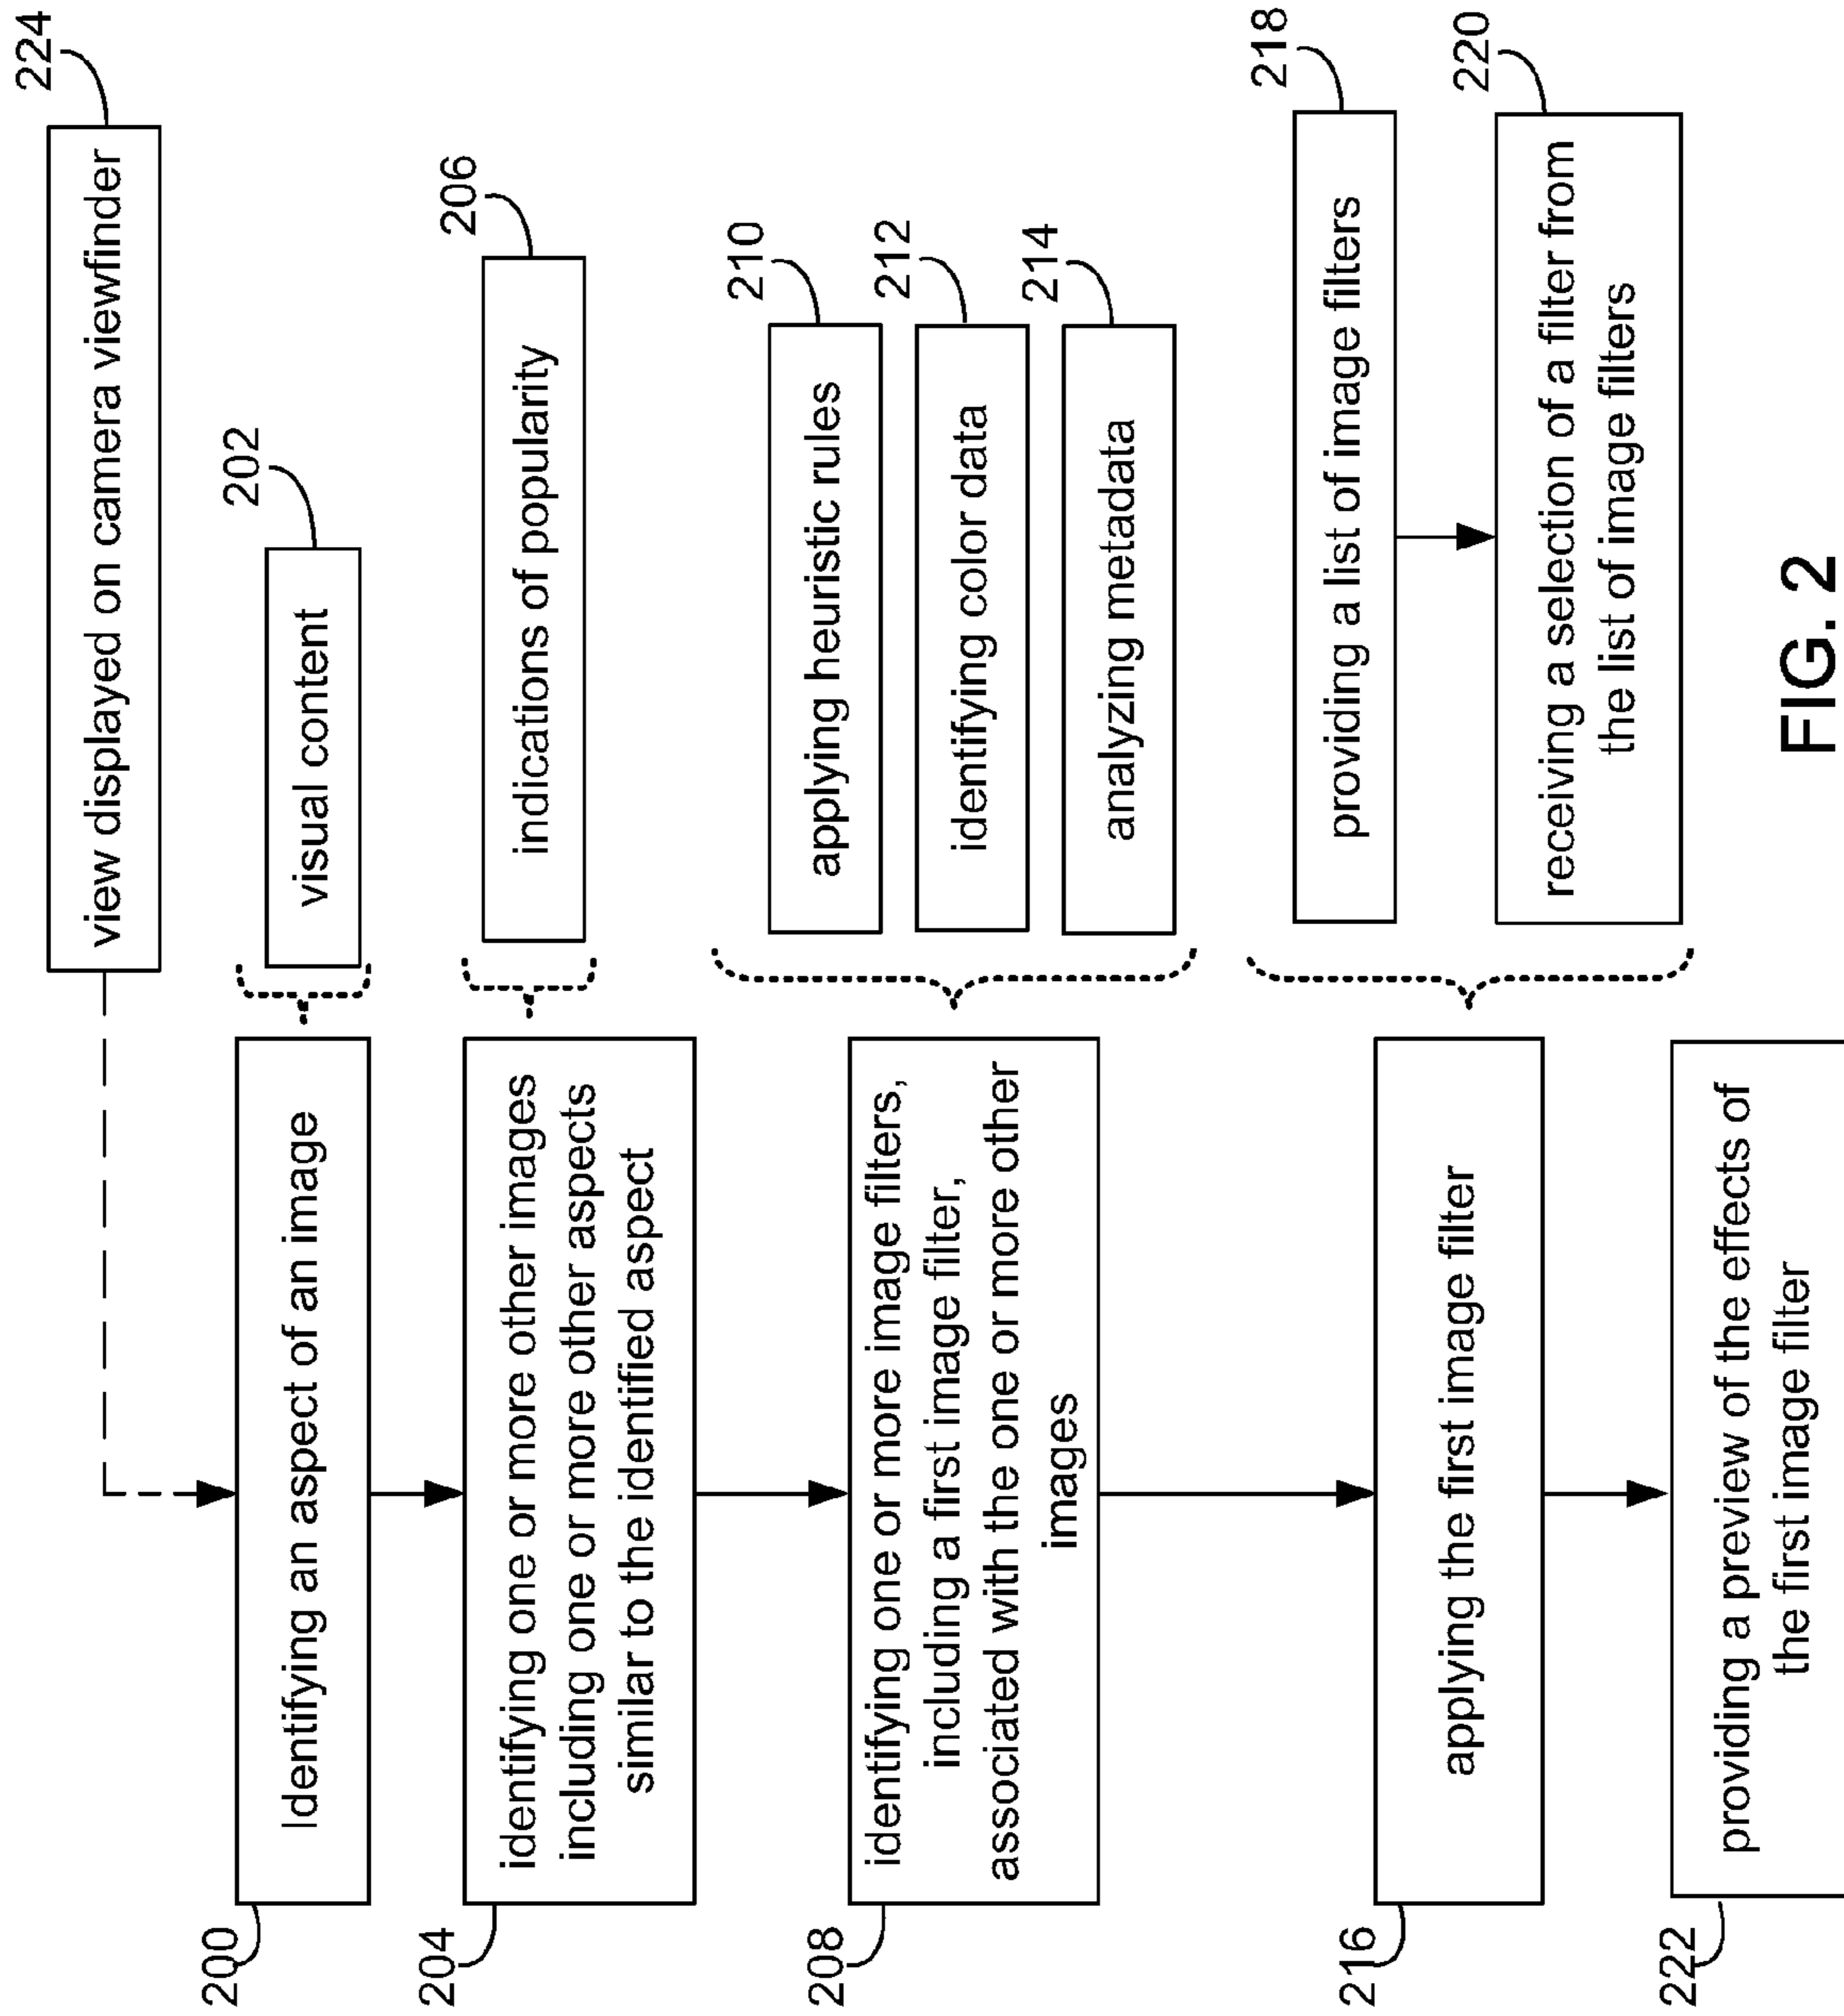 224
view displayed on camera viewfinder
200
Identifying an aspect of an image
202
visual content
204
identifying one or more other images
including one or more other aspects
similar to the identified aspect
206
indications of popularity
208
identifying one or more image filters,
including a first image filter,
associated with the one or more other
images
210
applying heuristic rules
212
identifying color data
214
analyzing metadata
216
applying the first image filter
218
providing a list of image filters
220
receiving a selection of a filter from
the list of image filters
222
providing a preview of the effects of
the first image filter
FIG. 2